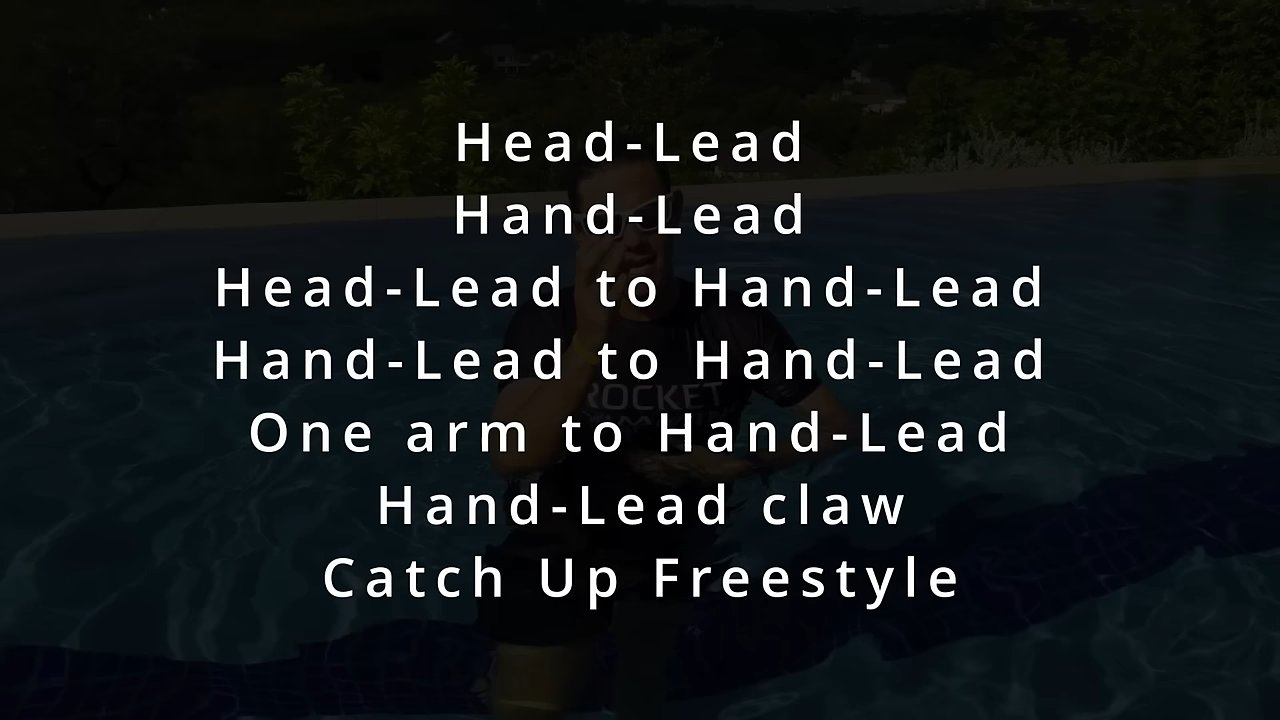 Head-Lead
Hand-Lead
Head-Lead to Hand-Lead
Hand-Lead to Hand-Lead
One arm to Hand-Lead
Hand-Lead claw
Catch Up Freestyle
ROCKET